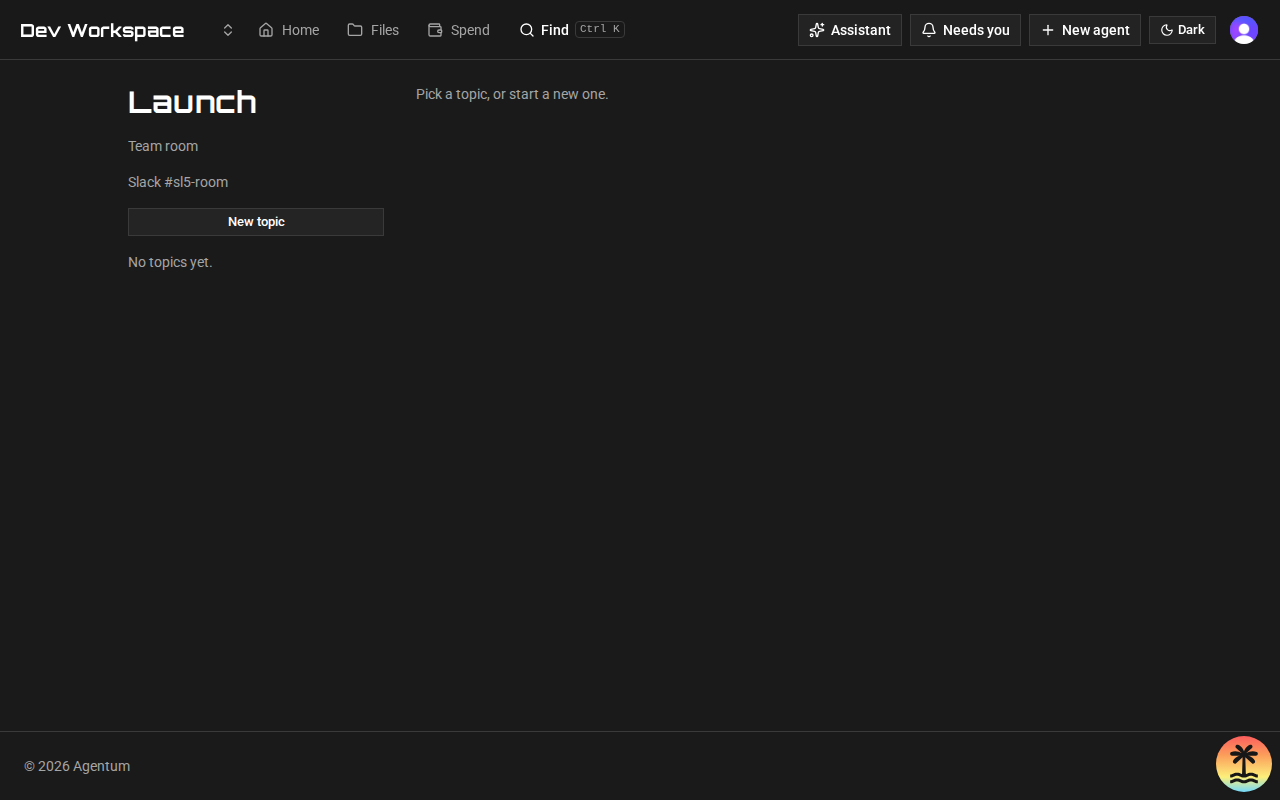 Dev Workspace Home Files Spend Find Ctrl K Assistant Needs you New agent Dark
Launch
Pick a topic, or start a new one.
Team room
Slack #sl5-room
New topic
No topics yet.
© 2026 Agentum